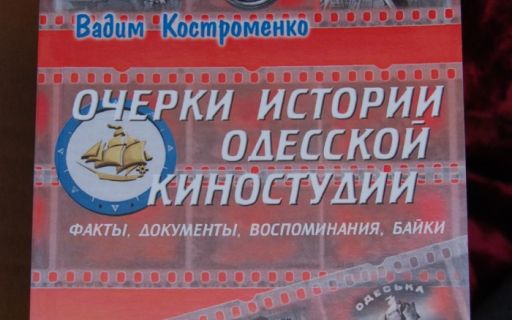 Вадим Костроменко
ОЧЕРКИ ИСТОРИИ
ОДЕССКОЙ
КИНОСТУДИИ
ФАКТЫ, ДОКУМЕНТЫ, ВОСПОМИНАНИЯ, БАЙКИ
ОДЕСЬКА